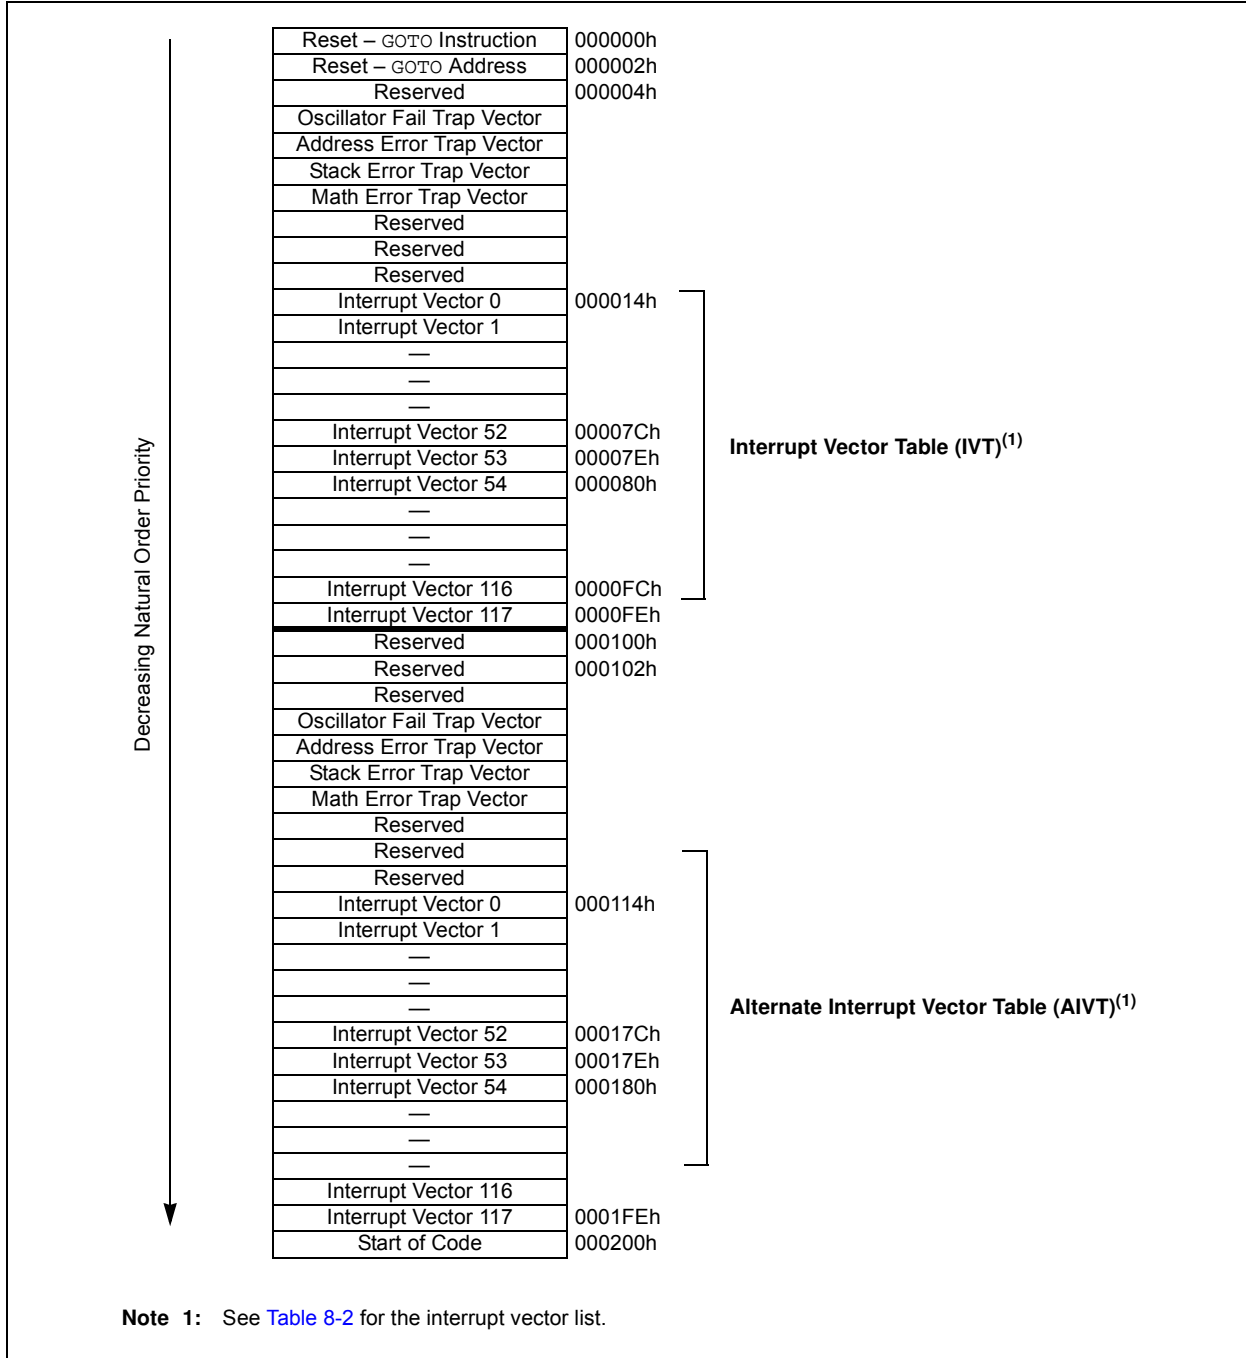 Decreasing Natural Order Priority
Reset – GOTO Instruction 000000h
Reset – GOTO Address 000002h
Reserved 000004h
Oscillator Fail Trap Vector
Address Error Trap Vector
Stack Error Trap Vector
Math Error Trap Vector
Reserved
Reserved
Reserved
Interrupt Vector 0 000014h
Interrupt Vector 1
—
—
—
Interrupt Vector 52 00007Ch
Interrupt Vector Table (IVT)(1)
Interrupt Vector 53 00007Eh
Interrupt Vector 54 000080h
—
—
—
Interrupt Vector 116 0000FCh
Interrupt Vector 117 0000FEh
Reserved 000100h
Reserved 000102h
Reserved
Oscillator Fail Trap Vector
Address Error Trap Vector
Stack Error Trap Vector
Math Error Trap Vector
Reserved
Reserved
Reserved
Interrupt Vector 0 000114h
Interrupt Vector 1
—
—
—
Alternate Interrupt Vector Table (AIVT)(1)
Interrupt Vector 52 00017Ch
Interrupt Vector 53 00017Eh
Interrupt Vector 54 000180h
—
—
—
Interrupt Vector 116
Interrupt Vector 117 0001FEh
Start of Code 000200h
Note 1: See Table 8-2 for the interrupt vector list.